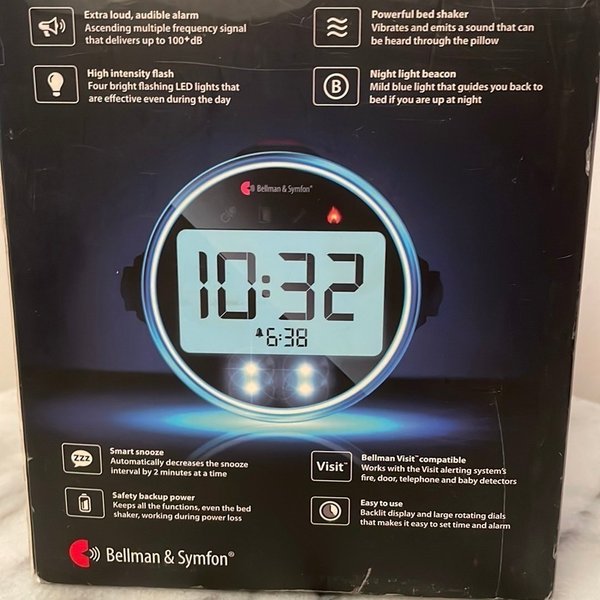 Extra loud, audible alarm
Ascending multiple frequency signal
that delivers up to 100+dB
Powerful bed shaker
Vibrates and emits a sound that can
be heard through the pillow
High intensity flash
Four bright flashing LED lights that
are effective even during the day
B
Night light beacon
Mild blue light that guides you back to
bed if you are up at night
Bellman & Symfon®
10:32
6:38
zzz
Smart snooze
Automatically decreases the snooze
interval by 2 minutes at a time
Visit™
Bellman Visit™ compatible
Works with the Visit alerting system's
fire, door, telephone and baby detectors
Safety backup power
Keeps all the functions, even the bed
shaker, working during power loss
Easy to use
Backlit display and large rotating dials
that makes it easy to set time and alarm
Bellman & Symfon®